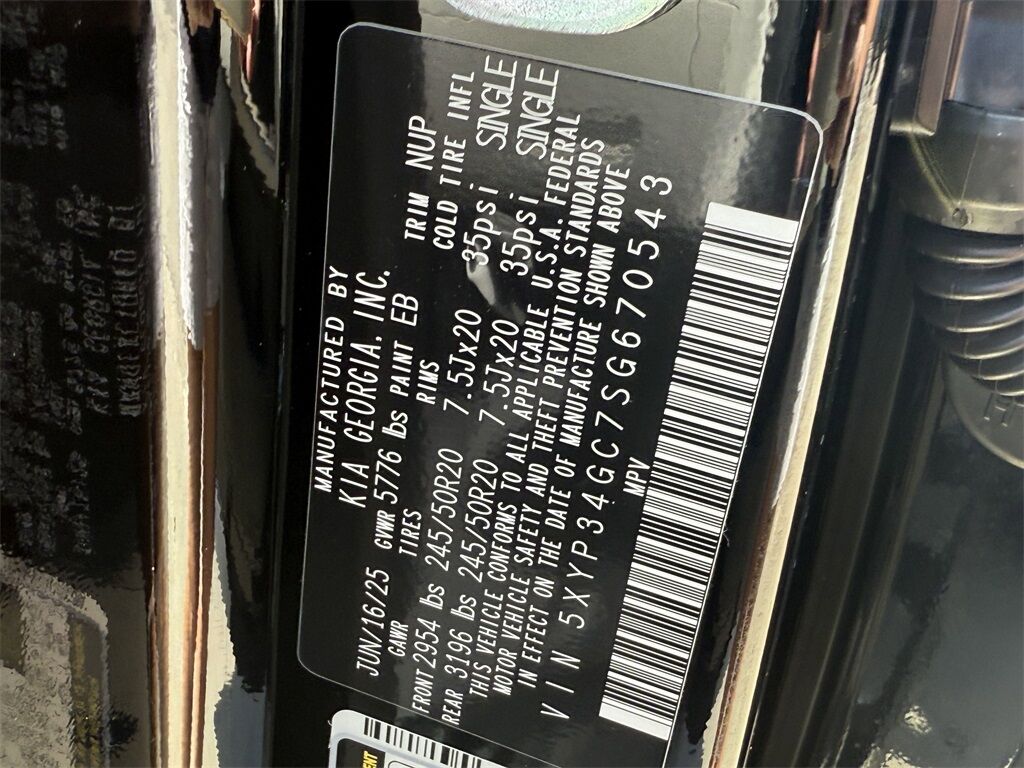 MANUFACTURED BY
KIA GEORGIA, INC.
JUN/16/25 GVWR 5776 lbs PAINT EB TRIM NUP
GAWR TIRES RIMS COLD TIRE INFL
FRONT 2954 lbs 245/50R20 7.5Jx20 35psi SINGLE
REAR 3196 lbs 245/50R20 7.5Jx20 35psi SINGLE
THIS VEHICLE CONFORMS TO ALL APPLICABLE U.S.A. FEDERAL
MOTOR VEHICLE SAFETY AND THEFT PREVENTION STANDARDS
IN EFFECT ON THE DATE OF MANUFACTURE SHOWN ABOVE
VIN 5XYP34GC7SG670543
MPV